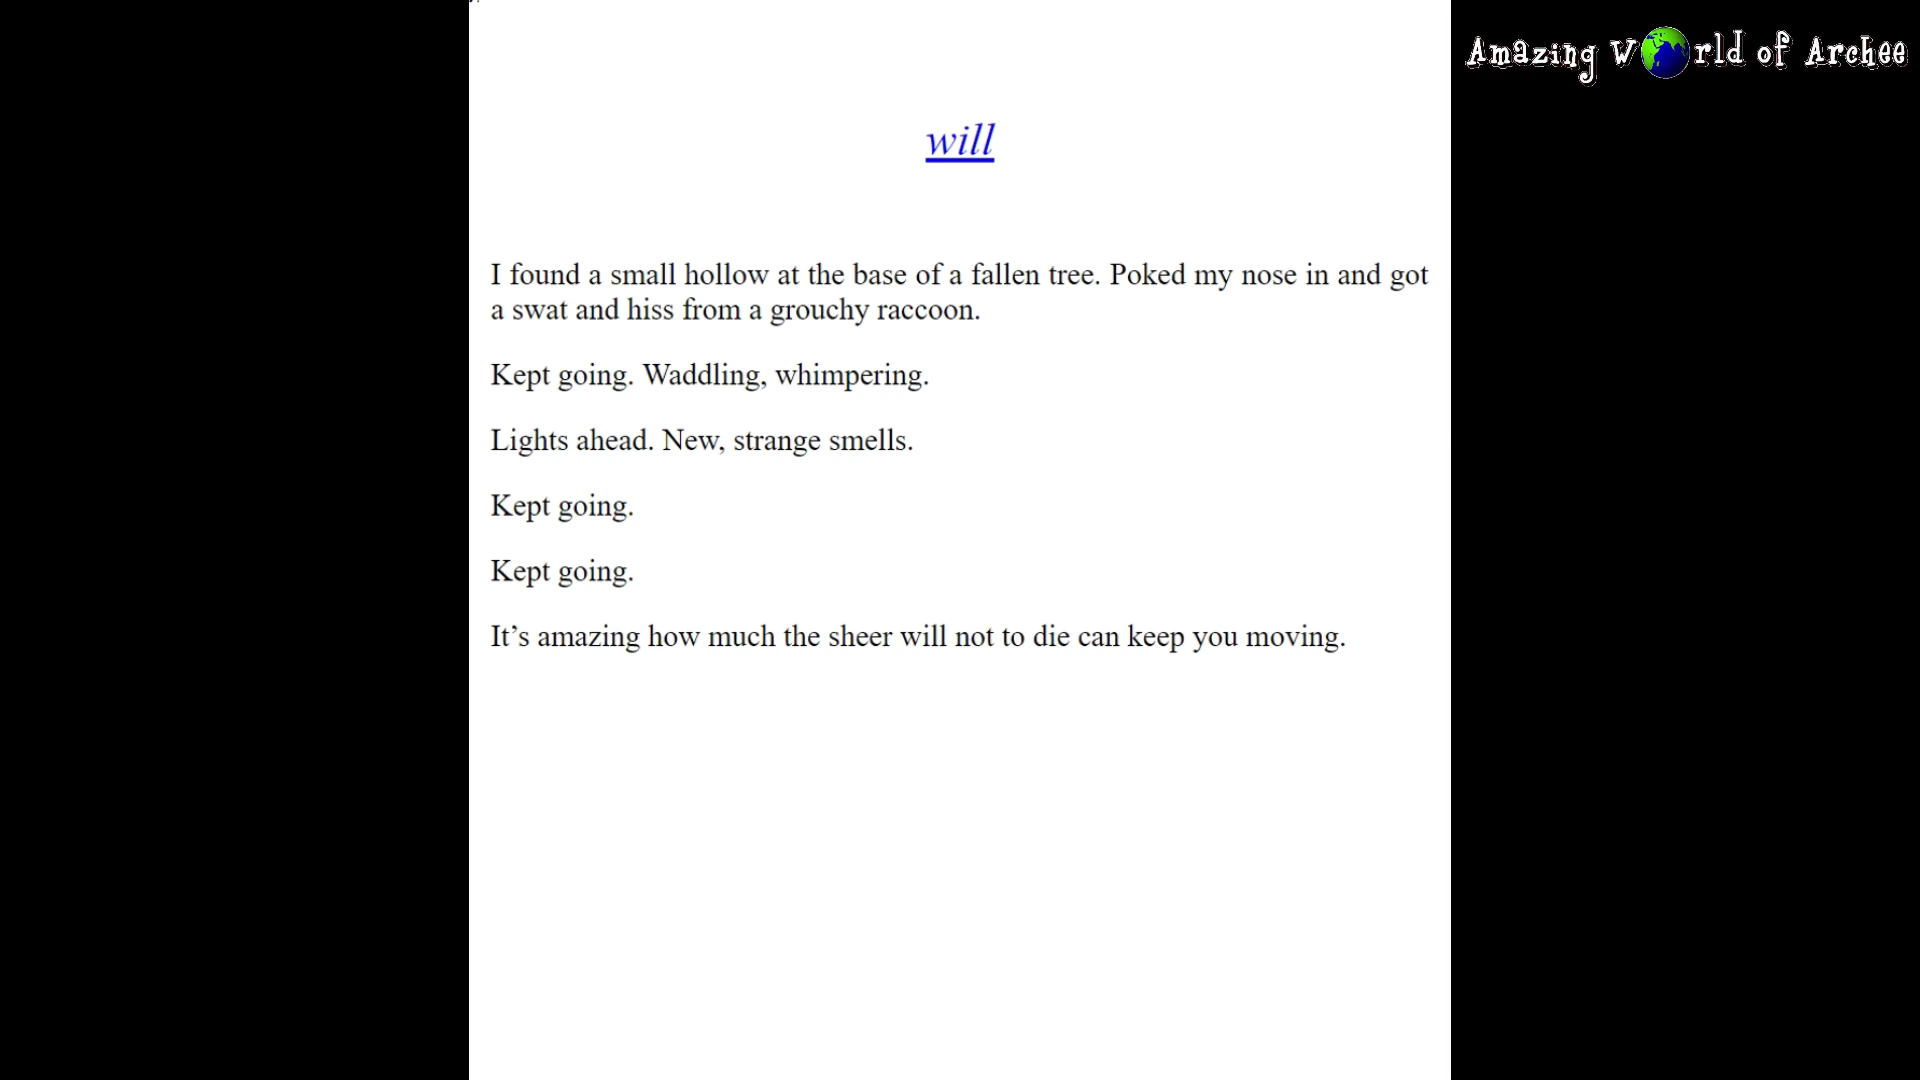 Amazing World of Archee
will
I found a small hollow at the base of a fallen tree. Poked my nose in and got
a swat and hiss from a grouchy raccoon.
Kept going. Waddling, whimpering.
Lights ahead. New, strange smells.
Kept going.
Kept going.
It’s amazing how much the sheer will not to die can keep you moving.